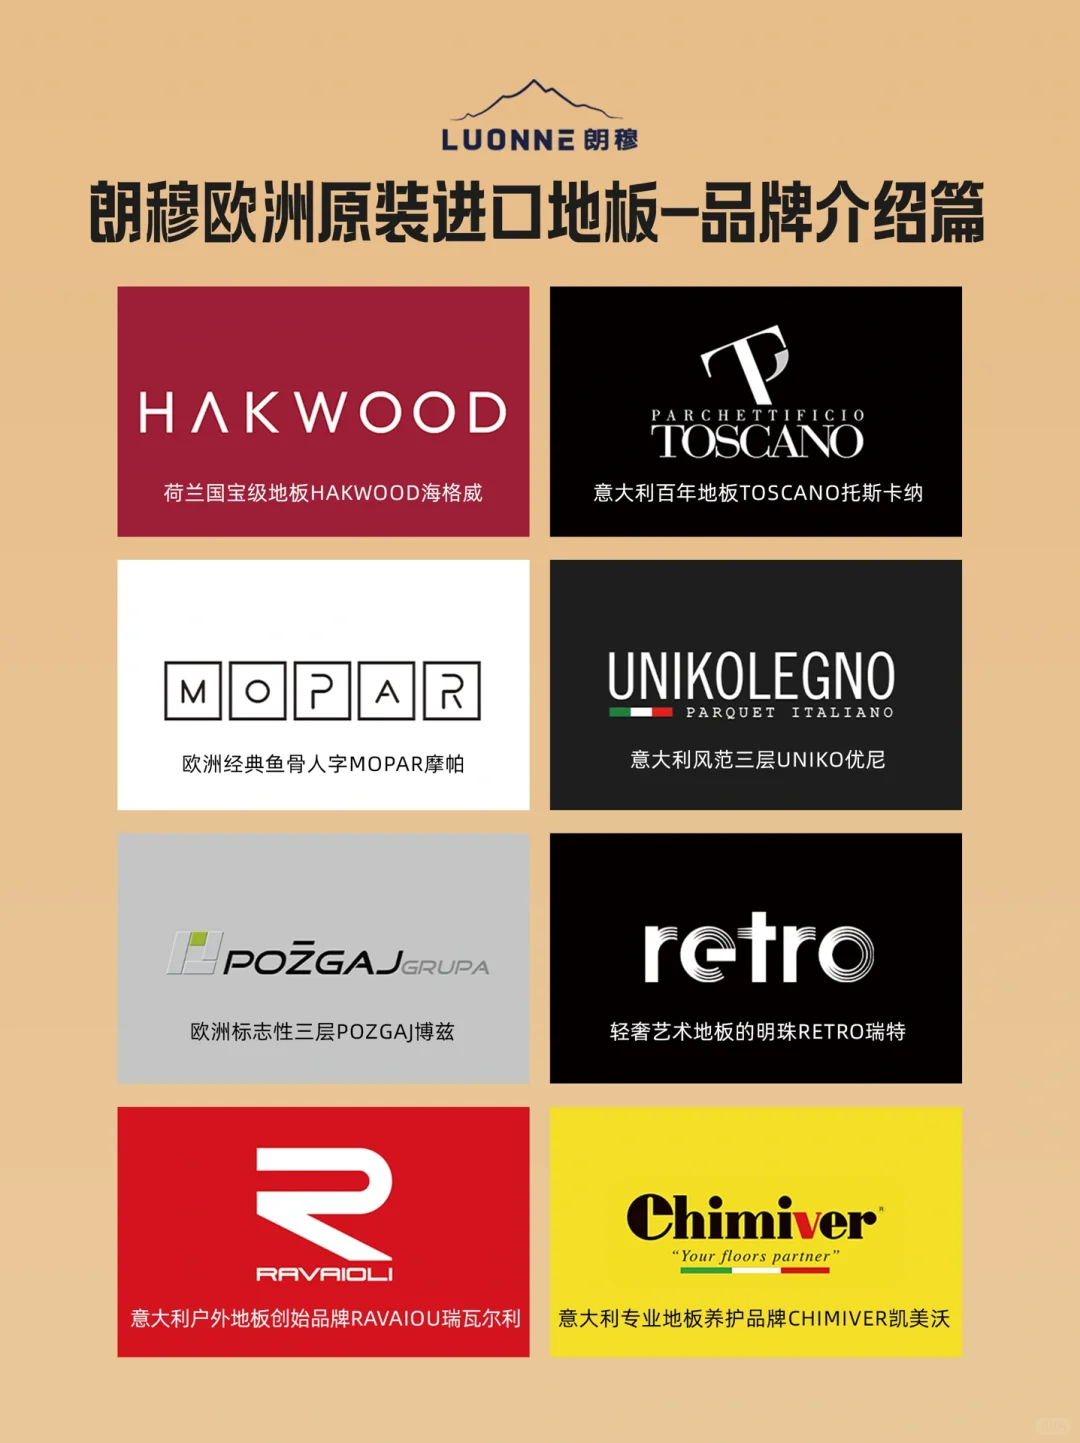 LUONNE 朗穆
朗穆欧洲原装进口地板-品牌介绍篇
HAKWOOD
荷兰国宝级地板HAKWOOD海格威
PARCHETTIFICIO
TOSCANO
意大利百年地板TOSCANO托斯卡纳
MOPAR
欧洲经典鱼骨人字MOPAR摩帕
UNIKOLEGNO
PARQUET ITALIANO
意大利风范三层UNIKO优尼
POŽGAJ GRUPA
欧洲标志性三层POZGAJ博兹
retro
轻奢艺术地板的明珠RETRO瑞特
RAVAIOLI
意大利户外地板创始品牌RAVAIOU瑞瓦尔利
Chimiver®
“Your floors partner”
意大利专业地板养护品牌CHIMIVER凯美沃